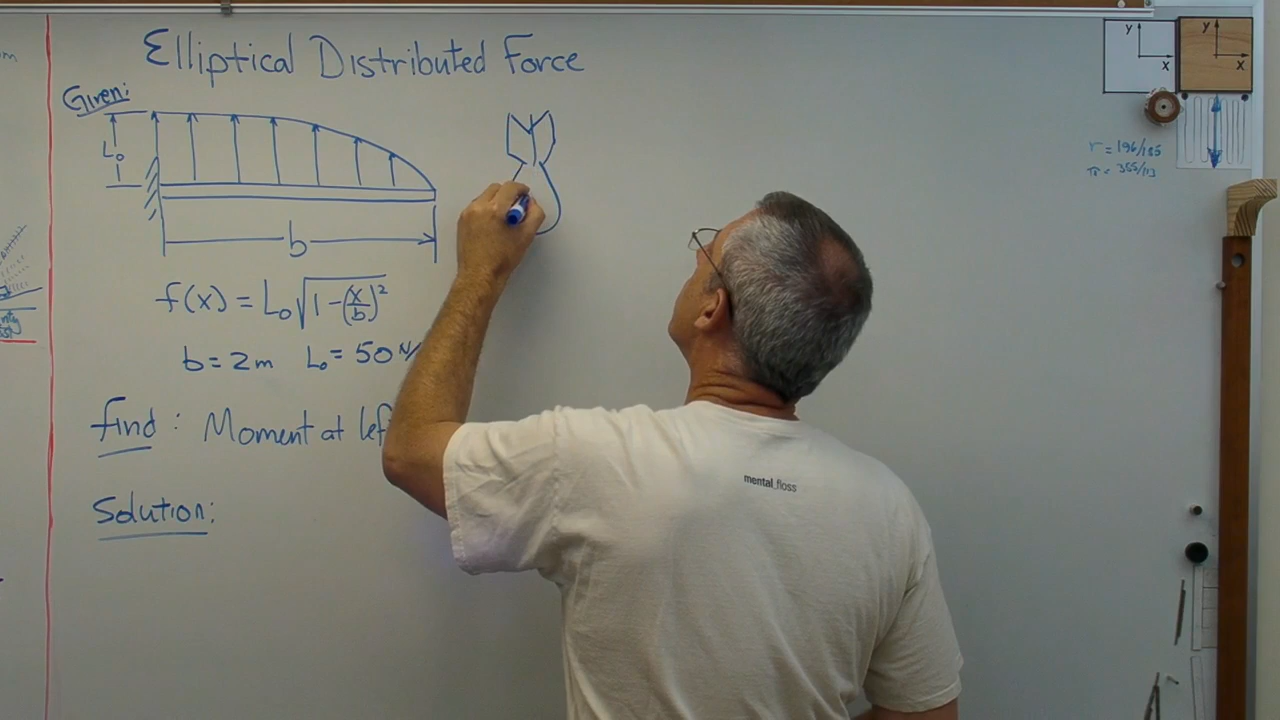 Elliptical Distributed Force
Given:
L₀
b
f(x) = L₀√(1-(x/b)²)
b = 2m L₀ = 50 N/
Find: Moment at lef
Solution:
y
x
y
x
r = 196/185
π = 355/113
mental_floss
m